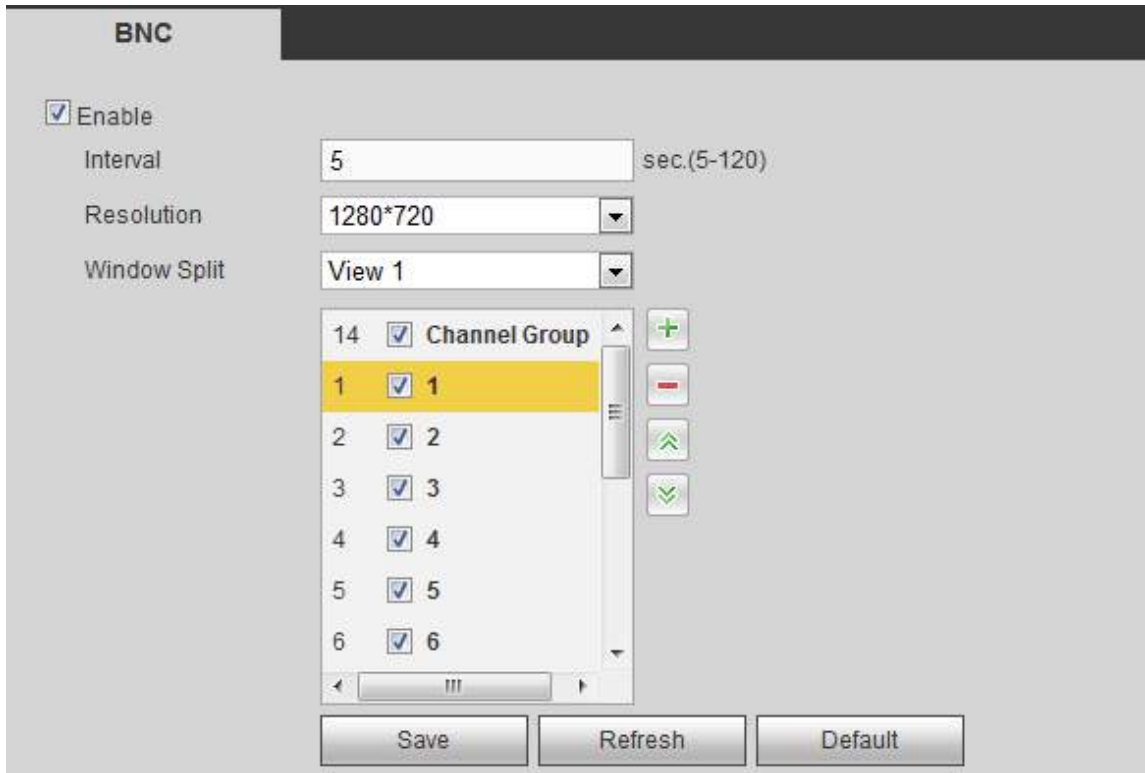 BNC
Enable
Interval 5 sec.(5-120)
Resolution 1280*720
Window Split View 1
14 Channel Group
1 1
2 2
3 3
4 4
5 5
6 6
Save Refresh Default